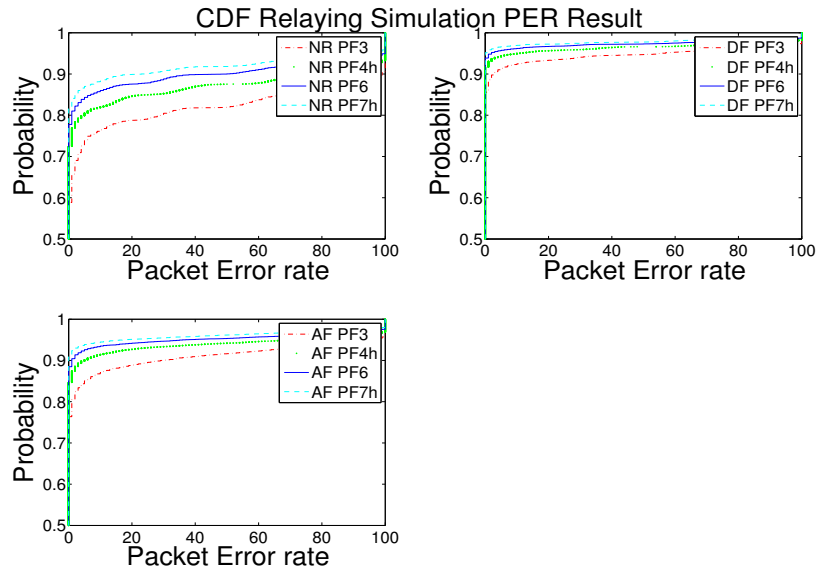 CDF Relaying Simulation PER Result
1
0.9
0.8
0.7
0.6
0.5
0 20 40 60 80 100
Probability
Packet Error rate
NR PF3
NR PF4h
NR PF6
NR PF7h
1
0.9
0.8
0.7
0.6
0.5
0 20 40 60 80 100
Probability
Packet Error rate
DF PF3
DF PF4h
DF PF6
DF PF7h
1
0.9
0.8
0.7
0.6
0.5
0 20 40 60 80 100
Probability
Packet Error rate
AF PF3
AF PF4h
AF PF6
AF PF7h